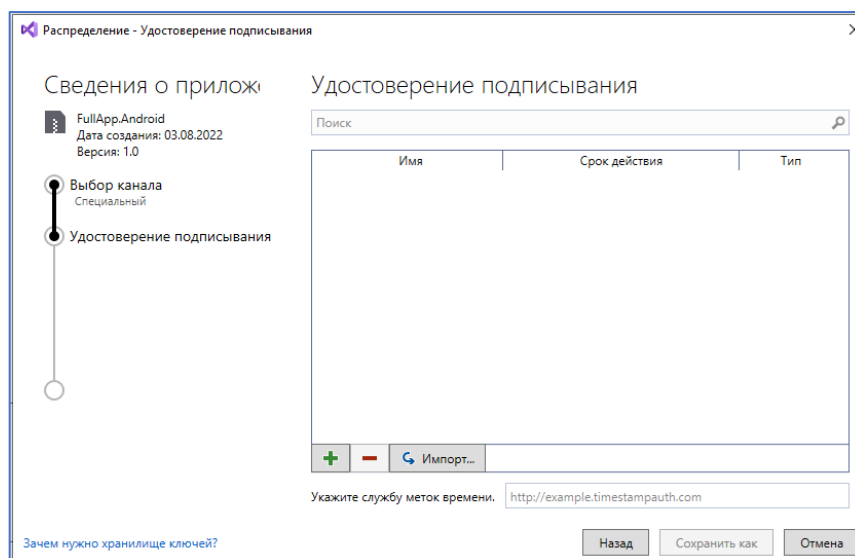 Распределение - Удостоверение подписывания
Сведения о прилож
FullApp.Android
Дата создания: 03.08.2022
Версия: 1.0
Выбор канала
Специальный
Удостоверение подписывания
Удостоверение подписывания
Поиск
Имя Срок действия Тип
Импорт...
Укажите службу меток времени. http://example.timestampauth.com
Зачем нужно хранилище ключей?
Назад Сохранить как Отмена